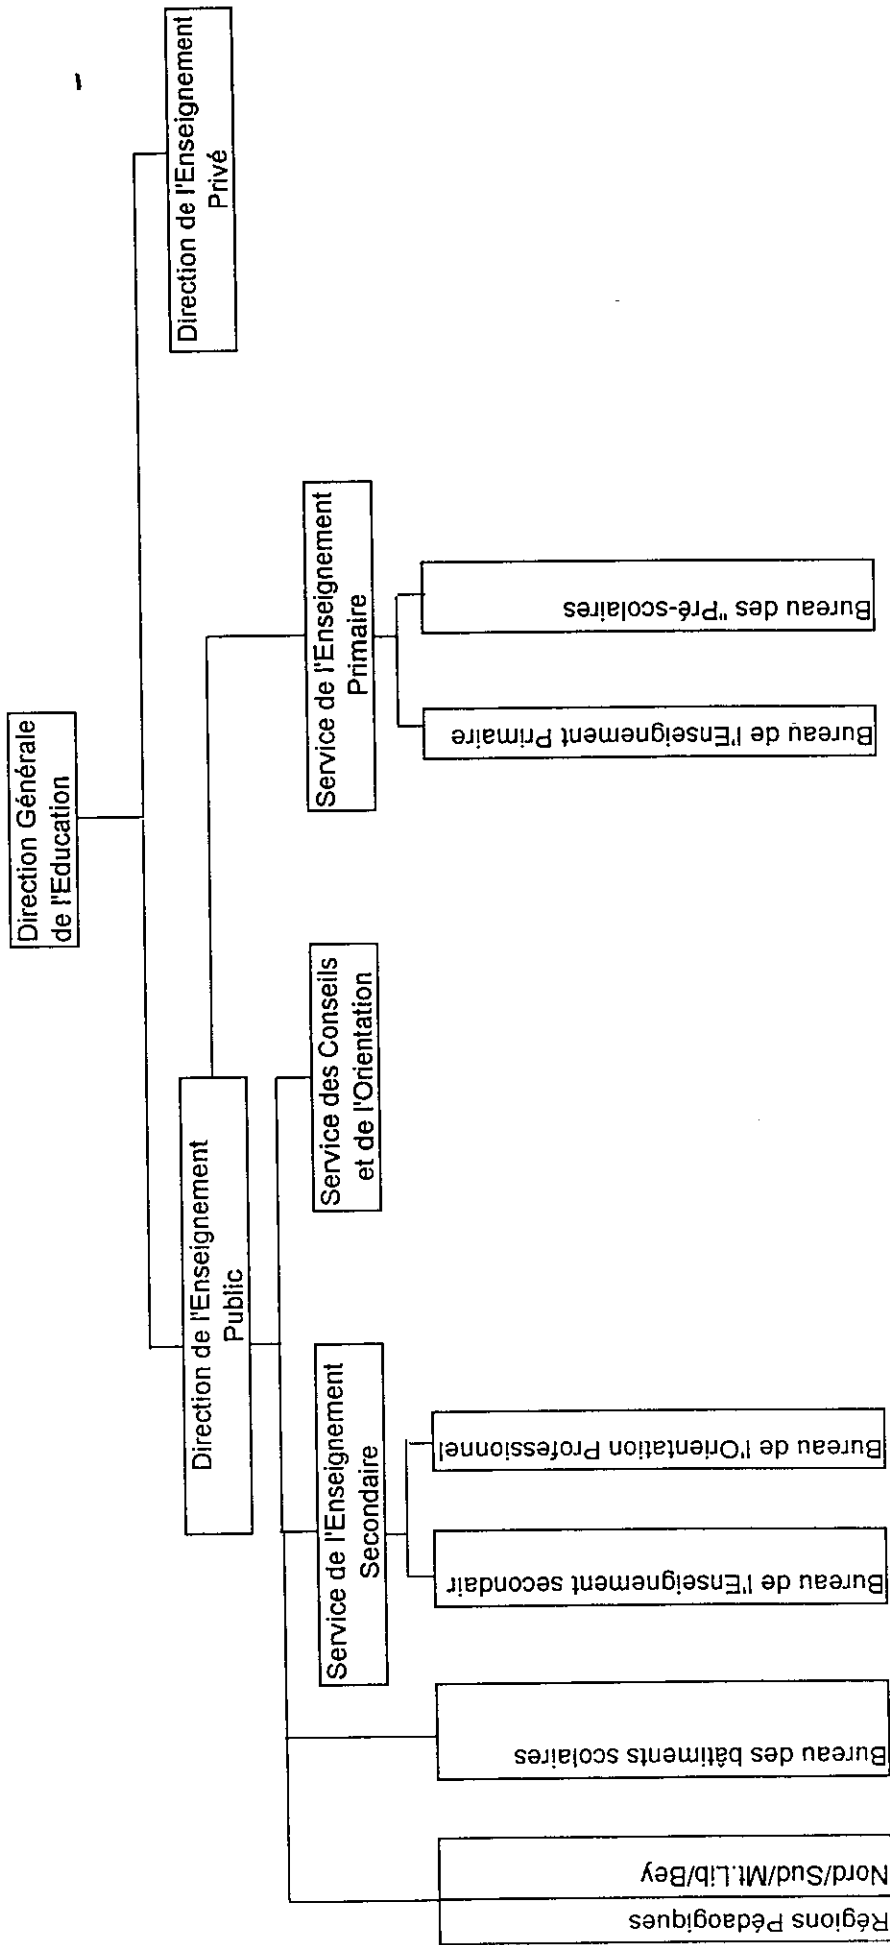 Direction Générale
de l'Education
Direction de l'Enseignement
Public
Direction de l'Enseignement
Privé
Service de l'Enseignement
Secondaire
Service des Conseils
et de l'Orientation
Service de l'Enseignement
Primaire
Régions Pédagogiques
Nord/Sud/Mt.Lib/Bey
Bureau des bâtiments scolaires
Bureau de l'Enseignement secondair
Bureau de l'Orientation Professionnel
Bureau de l'Enseignement Primaire
Bureau des "Pré-scolaires